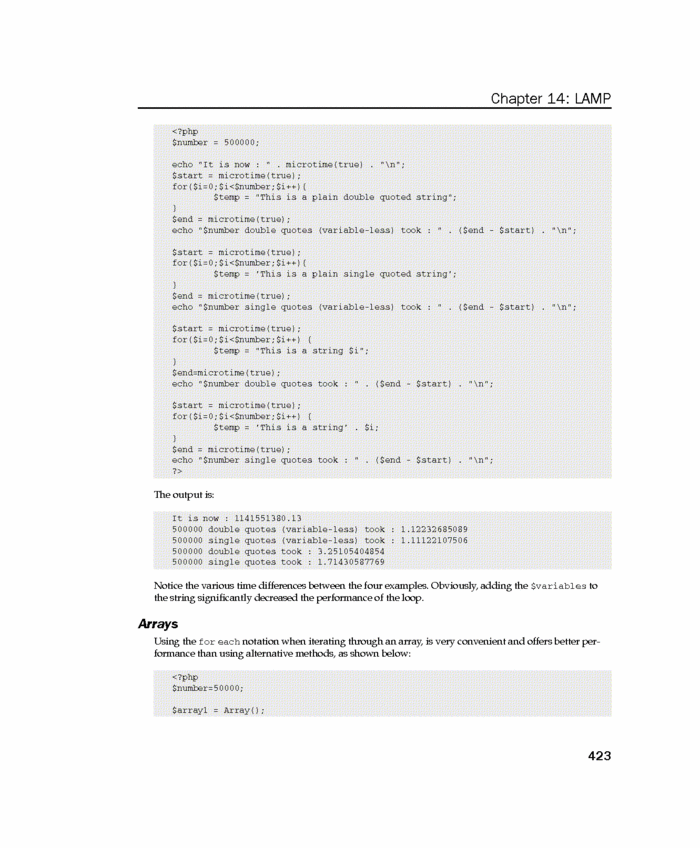 Chapter 14: LAMP
<?php
$number = 500000;
echo "It is now : " . microtime(true) . "\n";
$start = microtime(true);
for($i=0;$i<$number;$i++){
$temp = "This is a plain double quoted string";
}
$end = microtime(true);
echo "$number double quotes (variable-less) took : " . ($end - $start) . "\n";
$start = microtime(true);
for($i=0;$i<$number;$i++){
$temp = 'This is a plain single quoted string';
}
$end = microtime(true);
echo "$number single quotes (variable-less) took : " . ($end - $start) . "\n";
$start = microtime(true);
for($i=0;$i<$number;$i++) {
$temp = "This is a string $i";
}
$end=microtime(true);
echo "$number double quotes took : " . ($end - $start) . "\n";
$start = microtime(true);
for($i=0;$i<$number;$i++) {
$temp = 'This is a string' . $i;
}
$end = microtime(true);
echo "$number single quotes took : " . ($end - $start) . "\n";
?>
The output is:
It is now : 1141551380.13
500000 double quotes (variable-less) took : 1.12232685089
500000 single quotes (variable-less) took : 1.11122107506
500000 double quotes took : 3.25105404854
500000 single quotes took : 1.71430587769
Notice the various time differences between the four examples. Obviously, adding the $variables to
the string significantly decreased the performance of the loop.
Arrays
Using the for each notation when iterating through an array, is very convenient and offers better per-
formance than using alternative methods, as shown below:
<?php
$number=50000;
$array1 = Array();
423